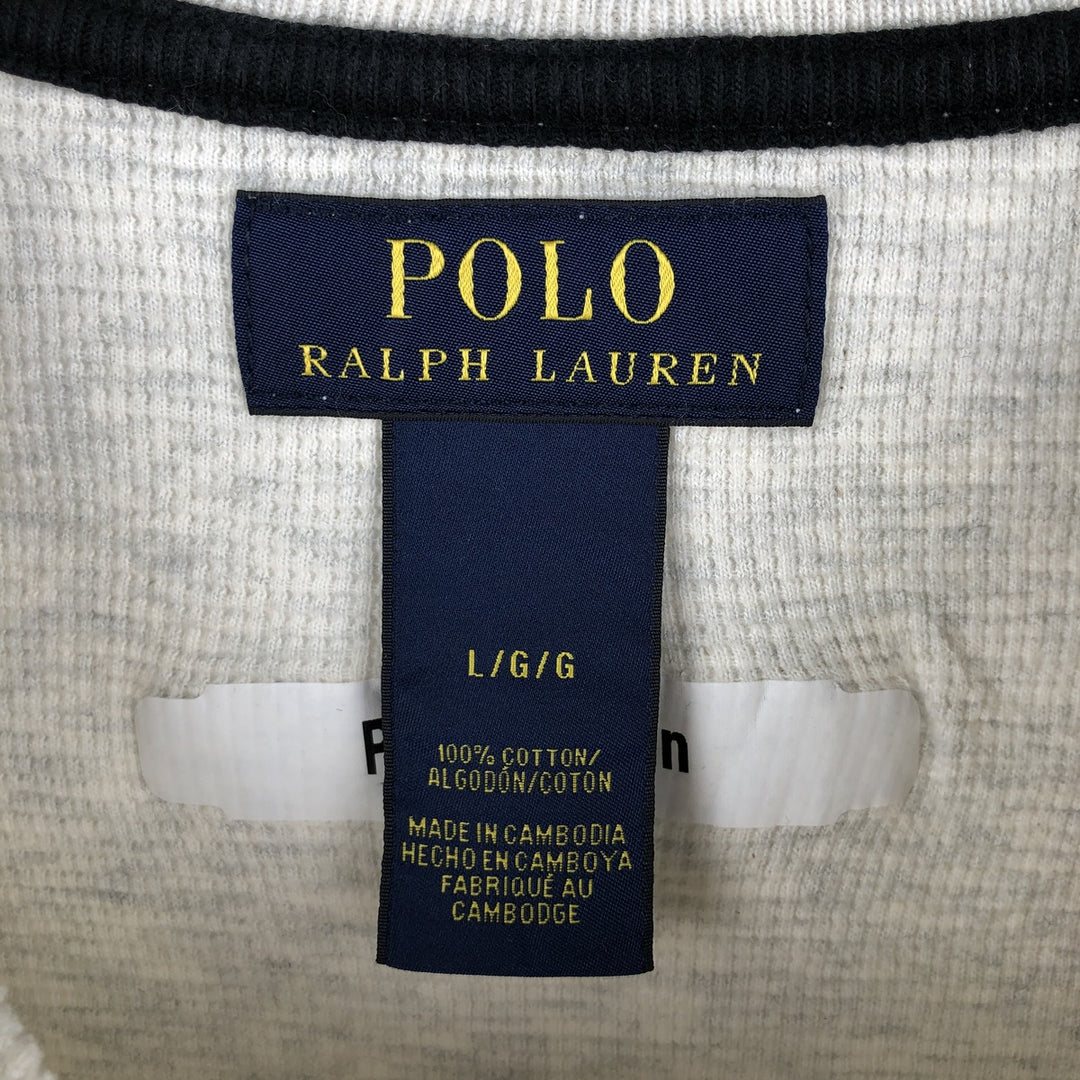 POLO
RALPH LAUREN
L/G/G
100% COTTON/
ALGODÓN/COTON
MADE IN CAMBODIA
HECHO EN CAMBOYA
FABRIQUÉ AU
CAMBODGE